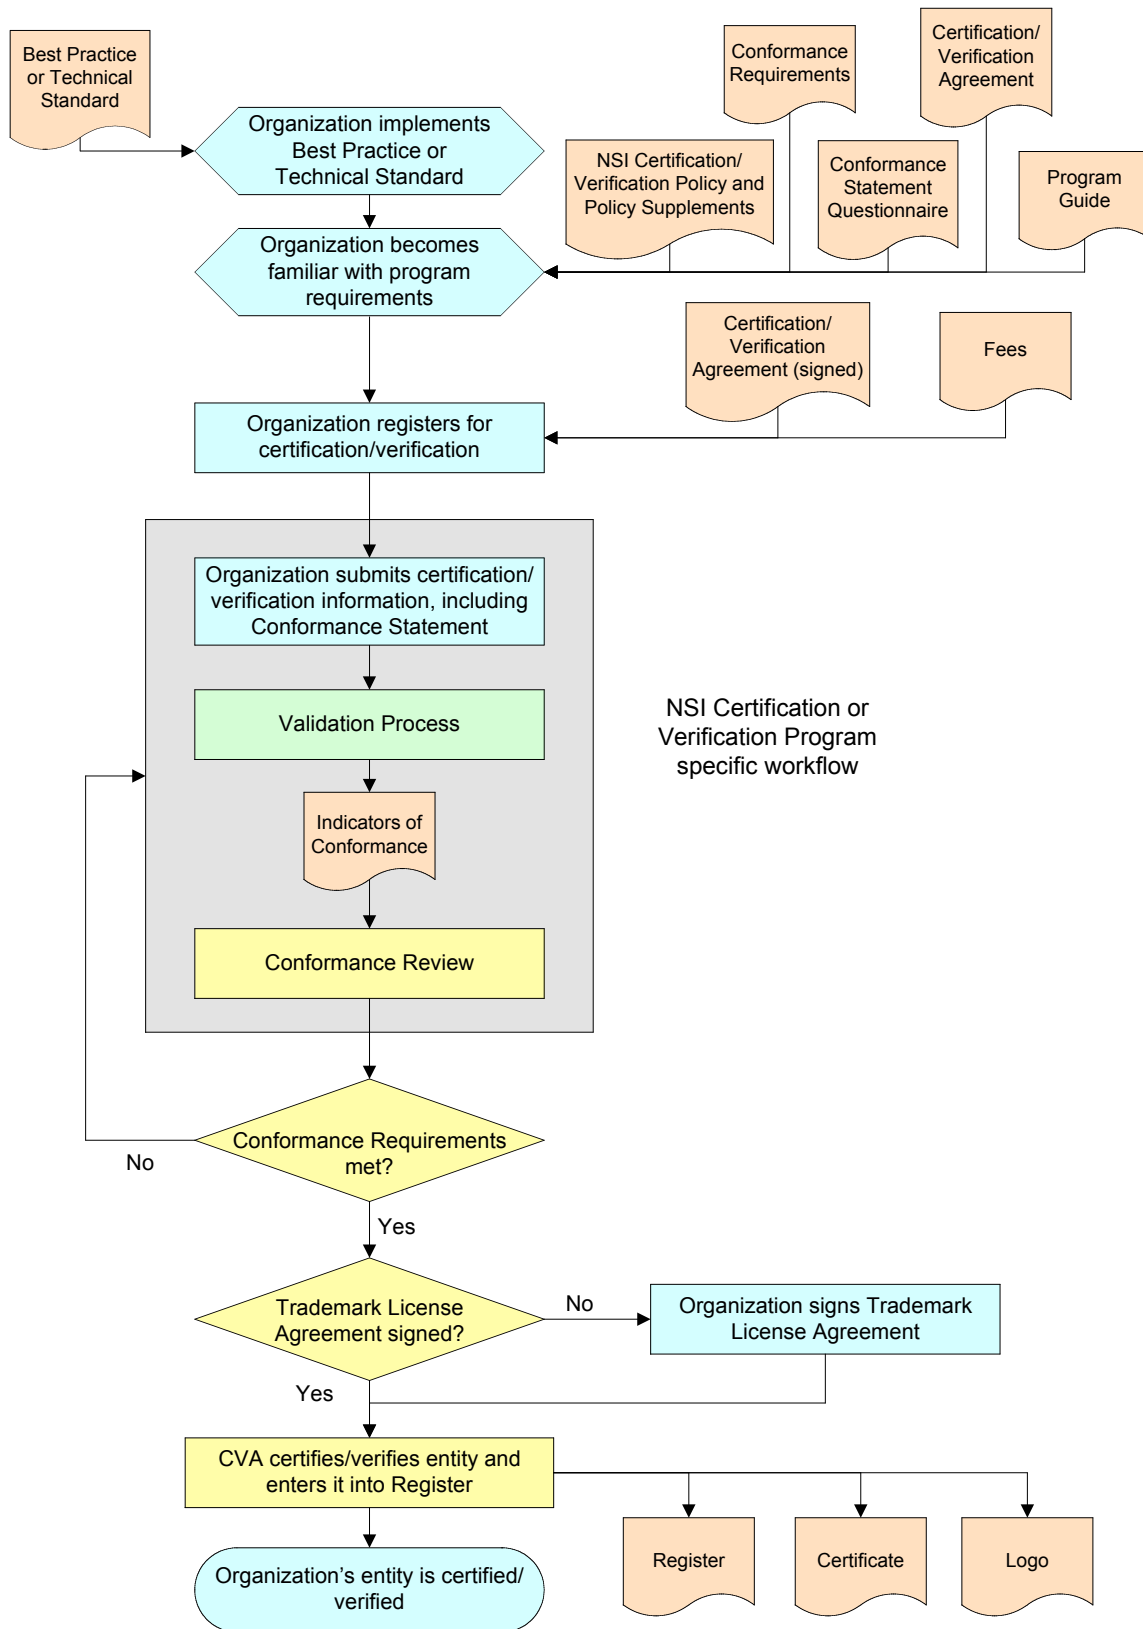 Best Practice
or Technical
Standard
Conformance
Requirements
Certification/
Verification
Agreement
Organization implements
Best Practice or
Technical Standard
NSI Certification/
Verification Policy and
Policy Supplements
Conformance
Statement
Questionnaire
Program
Guide
Organization becomes
familiar with program
requirements
Certification/
Verification
Agreement (signed)
Fees
Organization registers for
certification/verification
Organization submits certification/
verification information, including
Conformance Statement
Validation Process
NSI Certification or
Verification Program
specific workflow
Indicators of
Conformance
Conformance Review
Conformance Requirements
met?
No
Yes
Trademark License
Agreement signed?
No
Organization signs Trademark
License Agreement
Yes
CVA certifies/verifies entity and
enters it into Register
Register
Certificate
Logo
Organization’s entity is certified/
verified